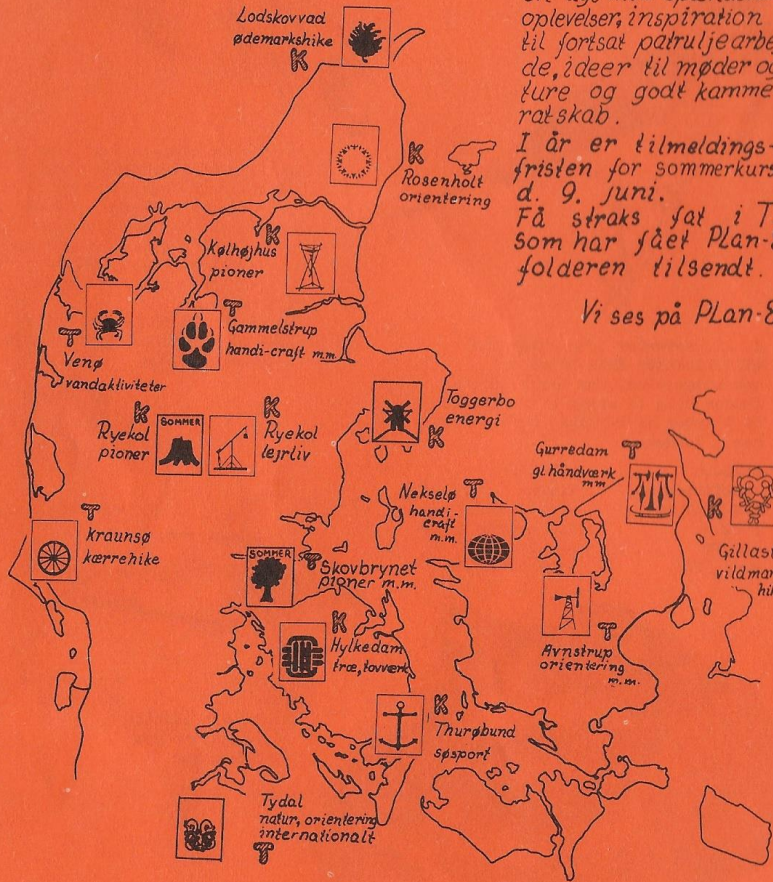 oplevelser, inspiration
til fortsat patruljearbe
de, ideer til møder og
ture og godt kamme
ratskab.
I år er tilmeldings-
fristen for sommerkurs
d. 9. juni.
Få straks fat i T
som har fået Plan-
folderen tilsendt.
Vi ses på PLan-
Lodskovvad
ødemarkshike
K
K
Rosenholt
orientering
K
Kølhøjhus
pioner
T
Gammelstrup
handi-craft m.m.
T
Venø
vandaktiviteter
K
Ryekol
pioner
SOMMER
K
Ryekol
lejrliv
Toggerbo
energi
K
Gurredam
gl håndværk
mm
T
K
Gillas
vildma
hi
Nekselø
handi-
craft
m.m.
T
T
Kraunsø
kærrehike
SOMMER
T
Skovbrynet
pioner m.m.
T
Avnstrup
orientering
m.m.
K
Hylkedam
træ, tovværk
K
Thurøbund
søsport
Tydal
natur, orientering
internationalt
T